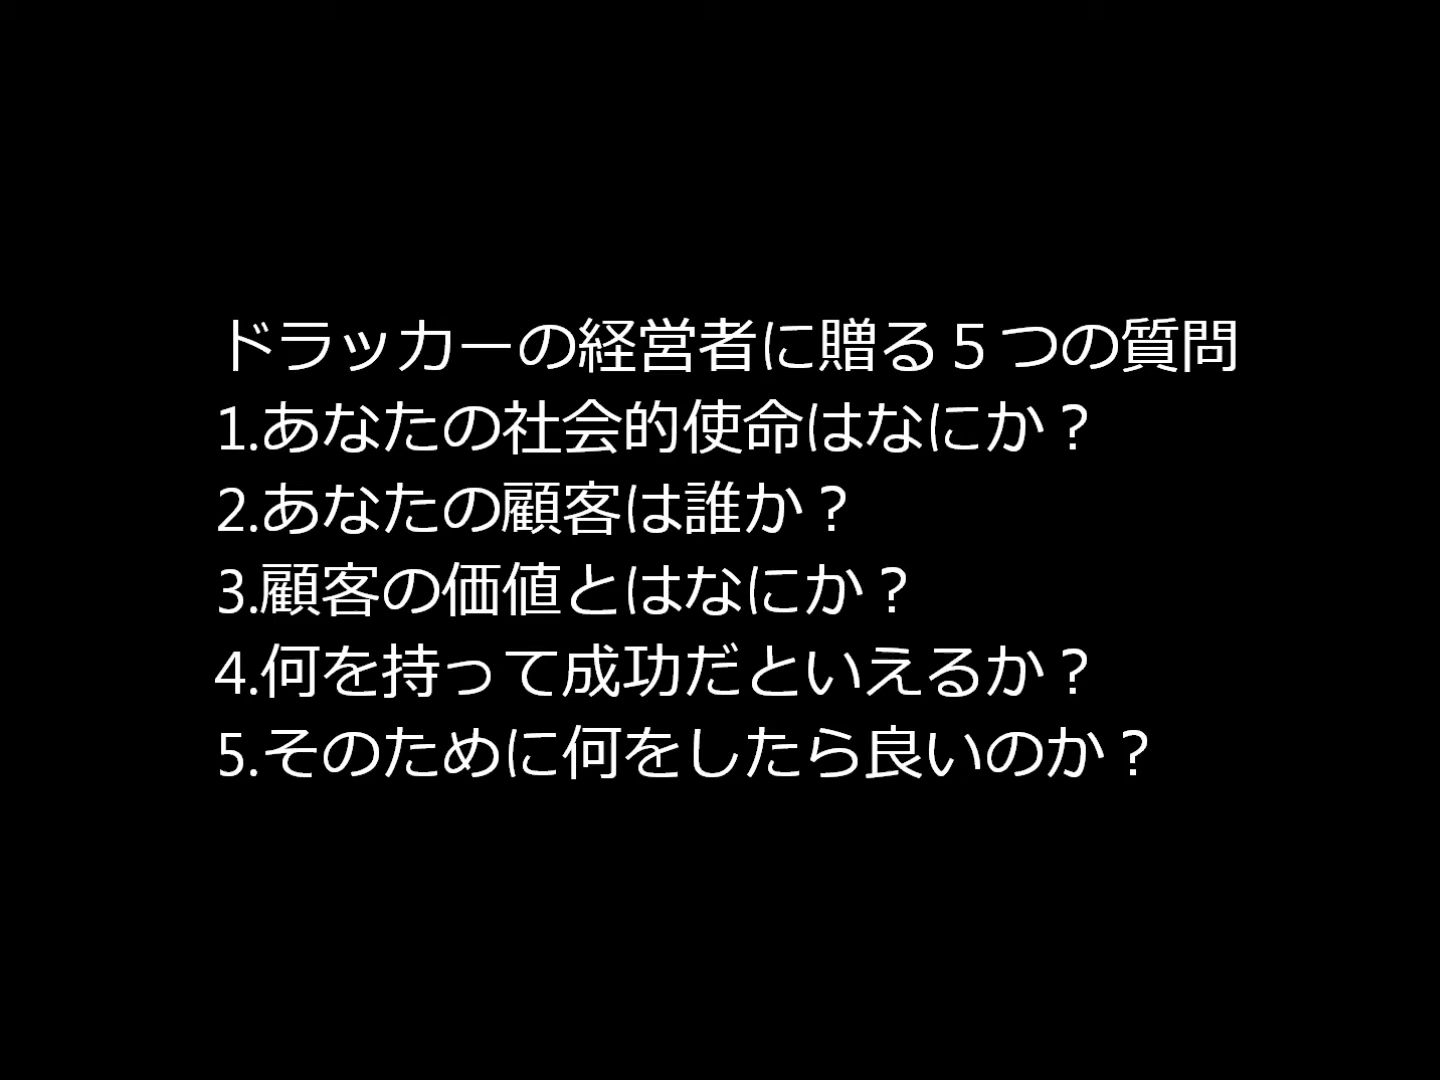 ドラッカーの経営者に贈る５つの質問
1.あなたの社会的使命はなにか？
2.あなたの顧客は誰か？
3.顧客の価値とはなにか？
4.何を持って成功だといえるか？
5.そのために何をしたら良いのか？